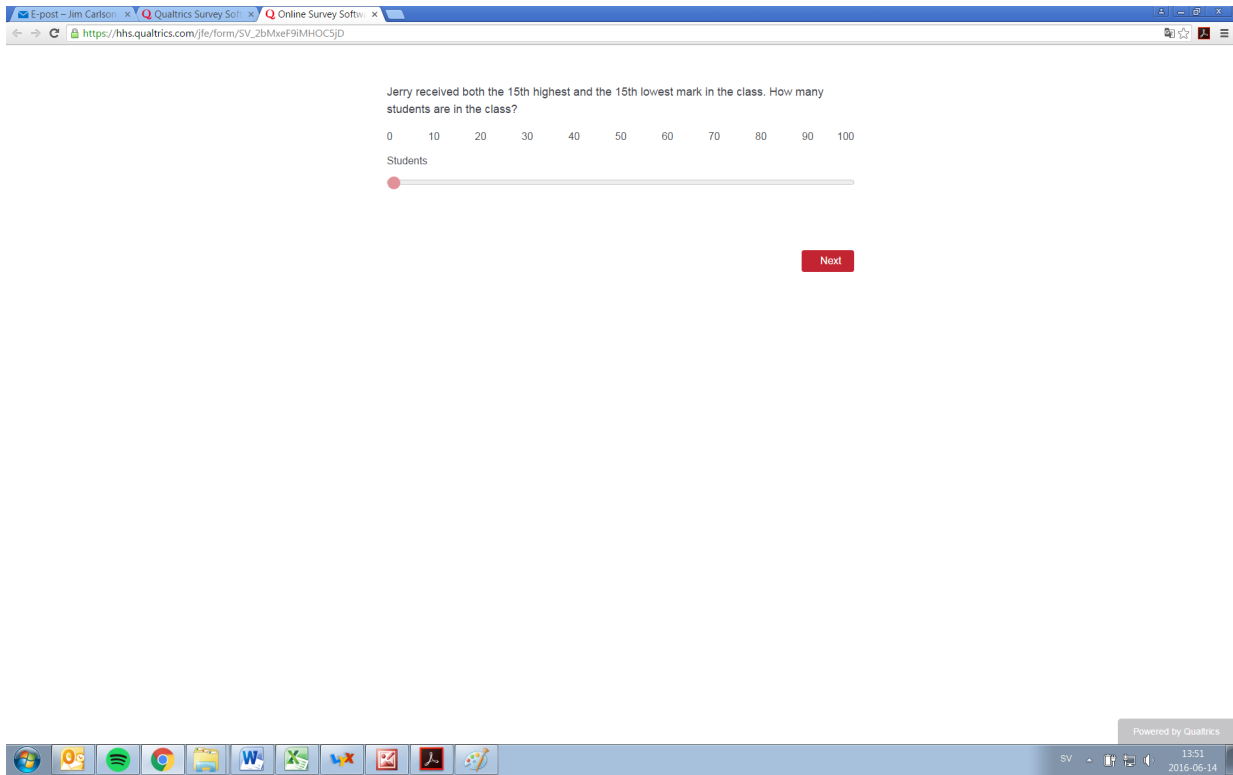 E-post – Jim Carlson
Qualtrics Survey Soft
Online Survey Softw
https://hhs.qualtrics.com/jfe/form/SV_2bMxeF9iMHOC5jD
Jerry received both the 15th highest and the 15th lowest mark in the class. How many
students are in the class?
0 10 20 30 40 50 60 70 80 90 100
Students
Next
Powered by Qualtrics
SV
13:51
2016-06-14